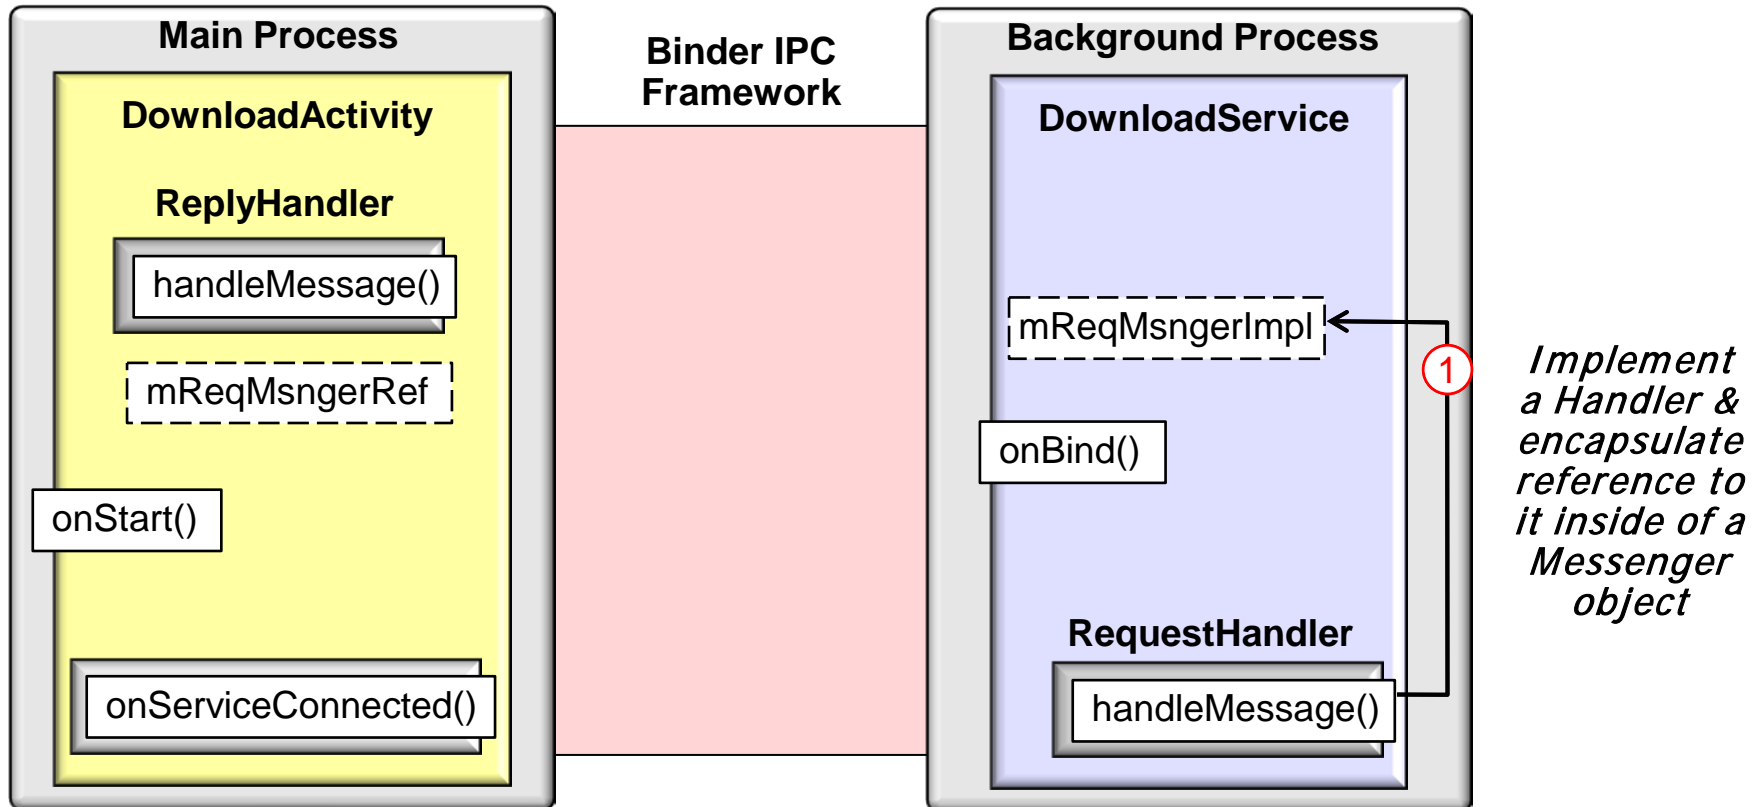 Main Process
DownloadActivity
ReplyHandler
handleMessage()
mReqMsngerRef
onStart()
onServiceConnected()
Binder IPC
Framework
Background Process
DownloadService
mReqMsngerImpl
onBind()
RequestHandler
handleMessage()
1
Implement
a Handler &
encapsulate
reference to
it inside of a
Messenger
object